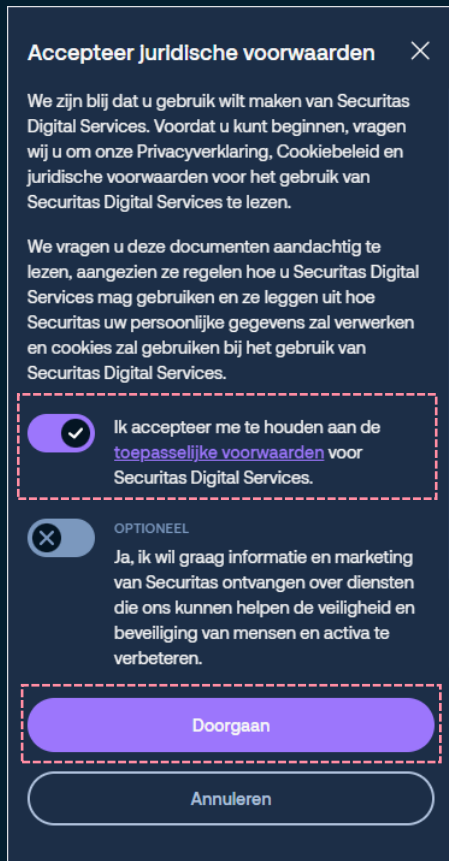 Accepteer juridische voorwaarden
We zijn blij dat u gebruik wilt maken van Securitas
Digital Services. Voordat u kunt beginnen, vragen
wij u om onze Privacyverklaring, Cookiebeleid en
juridische voorwaarden voor het gebruik van
Securitas Digital Services te lezen.
We vragen u deze documenten aandachtig te
lezen, aangezien ze regelen hoe u Securitas Digital
Services mag gebruiken en ze leggen uit hoe
Securitas uw persoonlijke gegevens zal verwerken
en cookies zal gebruiken bij het gebruik van
Securitas Digital Services.
Ik accepteer me te houden aan de
toepasselijke voorwaarden voor
Securitas Digital Services.
OPTIONEEL
Ja, ik wil graag informatie en marketing
van Securitas ontvangen over diensten
die ons kunnen helpen de veiligheid en
beveiliging van mensen en activa te
verbeteren.
Doorgaan
Annuleren